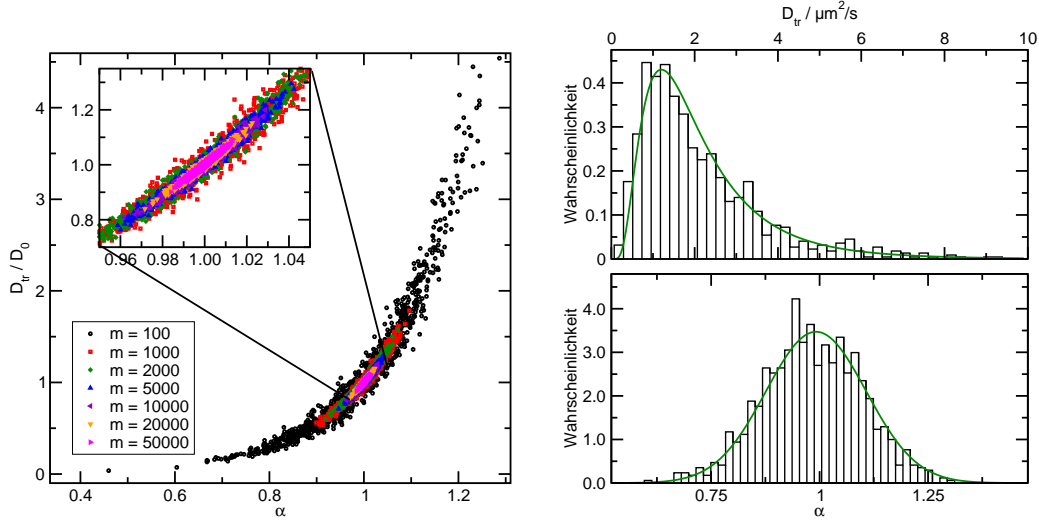 D_tr / D_0
4
3
2
1
0
0.4
0.6
0.8
1
1.2
α
1.2
1.0
0.8
0.96
0.98
1.00
1.02
1.04
m = 100
m = 1000
m = 2000
m = 5000
m = 10000
m = 20000
m = 50000
D_tr / µm²/s
0
2
4
6
8
10
Wahrscheinlichkeit
0.4
0.3
0.2
0.1
0
Wahrscheinlichkeit
4.0
3.0
2.0
1.0
4.0
0.75
1
1.25
α